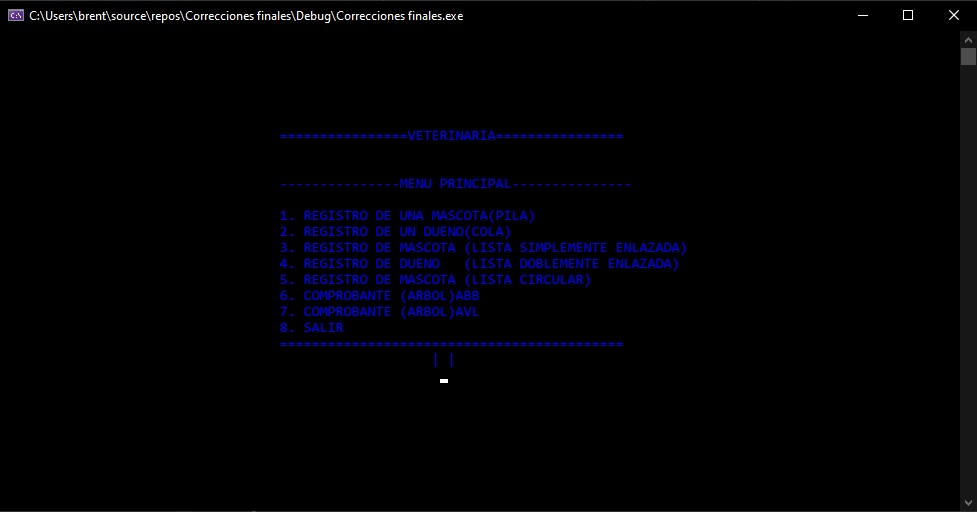 C:\Users\brent\source\repos\Correcciones finales\Debug\Correcciones finales.exe
================VETERINARIA================
---------------MENU PRINCIPAL---------------
1. REGISTRO DE UNA MASCOTA(PILA)
2. REGISTRO DE UN DUENO(COLA)
3. REGISTRO DE MASCOTA (LISTA SIMPLEMENTE ENLAZADA)
4. REGISTRO DE DUENO   (LISTA DOBLEMENTE ENLAZADA)
5. REGISTRO DE MASCOTA (LISTA CIRCULAR)
6. COMPROBANTE (ARBOL)ABB
7. COMPROBANTE (ARBOL)AVL
8. SALIR
===========================================
| |